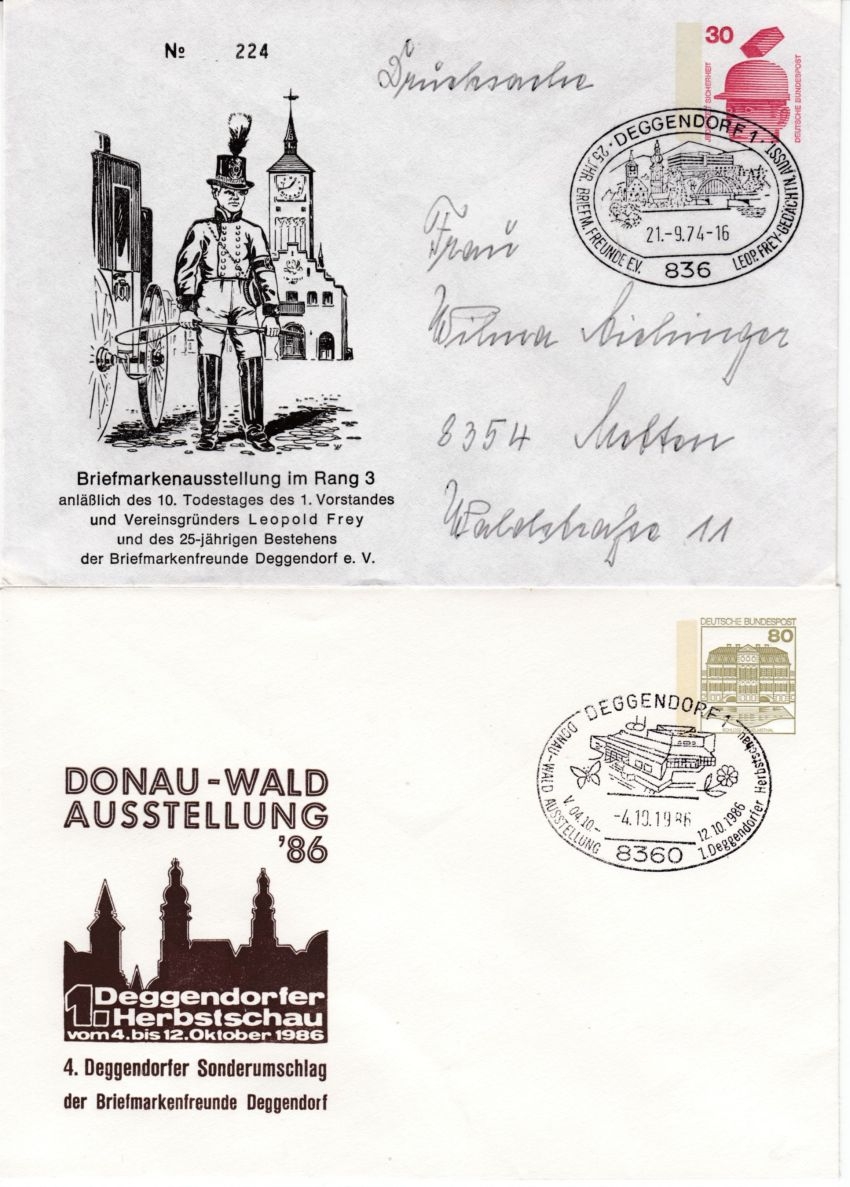 No 224
Drucksache
30
JEDERZEIT SICHERHEIT
DEUTSCHE BUNDESPOST
DEGGENDORF 1
25 JHR. BRIEFM. FREUNDE E.V.
LEOP. FREY-GEDÄCHTN. AUSST.
21.-9.74-16
836
Frau
Wilma
8354 Metten
Waldstraße 11
Briefmarkenausstellung im Rang 3
anläßlich des 10. Todestages des 1. Vorstandes
und Vereinsgründers Leopold Frey
und des 25-jährigen Bestehens
der Briefmarkenfreunde Deggendorf e. V.
DEUTSCHE BUNDESPOST
80
DEGGENDORF 1
DONAU-WALD AUSSTELLUNG
V. 04.10.-
-4.10.1986
12.10.1986
1. Deggendorfer Herbstschau
8360
DONAU-WALD
AUSSTELLUNG
'86
1. Deggendorfer
Herbstschau
vom 4. bis 12. Oktober 1986
4. Deggendorfer Sonderumschlag
der Briefmarkenfreunde Deggendorf